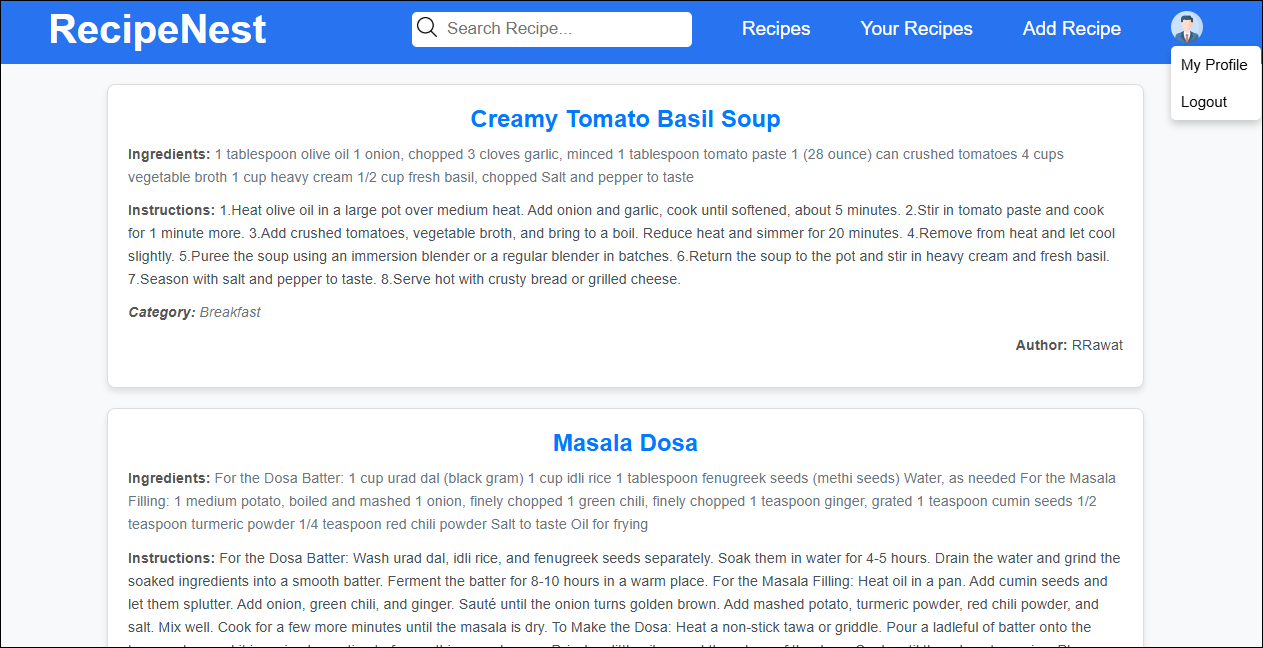 RecipeNest
Search Recipe...
Recipes
Your Recipes
Add Recipe
My Profile
Logout
Creamy Tomato Basil Soup
Ingredients: 1 tablespoon olive oil 1 onion, chopped 3 cloves garlic, minced 1 tablespoon tomato paste 1 (28 ounce) can crushed tomatoes 4 cups
vegetable broth 1 cup heavy cream 1/2 cup fresh basil, chopped Salt and pepper to taste
Instructions: 1.Heat olive oil in a large pot over medium heat. Add onion and garlic, cook until softened, about 5 minutes. 2.Stir in tomato paste and cook
for 1 minute more. 3.Add crushed tomatoes, vegetable broth, and bring to a boil. Reduce heat and simmer for 20 minutes. 4.Remove from heat and let cool
slightly. 5.Puree the soup using an immersion blender or a regular blender in batches. 6.Return the soup to the pot and stir in heavy cream and fresh basil.
7.Season with salt and pepper to taste. 8.Serve hot with crusty bread or grilled cheese.
Category: Breakfast
Author: RRawat
Masala Dosa
Ingredients: For the Dosa Batter: 1 cup urad dal (black gram) 1 cup idli rice 1 tablespoon fenugreek seeds (methi seeds) Water, as needed For the Masala
Filling: 1 medium potato, boiled and mashed 1 onion, finely chopped 1 green chili, finely chopped 1 teaspoon ginger, grated 1 teaspoon cumin seeds 1/2
teaspoon turmeric powder 1/4 teaspoon red chili powder Salt to taste Oil for frying
Instructions: For the Dosa Batter: Wash urad dal, idli rice, and fenugreek seeds separately. Soak them in water for 4-5 hours. Drain the water and grind the
soaked ingredients into a smooth batter. Ferment the batter for 8-10 hours in a warm place. For the Masala Filling: Heat oil in a pan. Add cumin seeds and
let them splutter. Add onion, green chili, and ginger. Sauté until the onion turns golden brown. Add mashed potato, turmeric powder, red chili powder, and
salt. Mix well. Cook for a few more minutes until the masala is dry. To Make the Dosa: Heat a non-stick tawa or griddle. Pour a ladleful of batter onto the